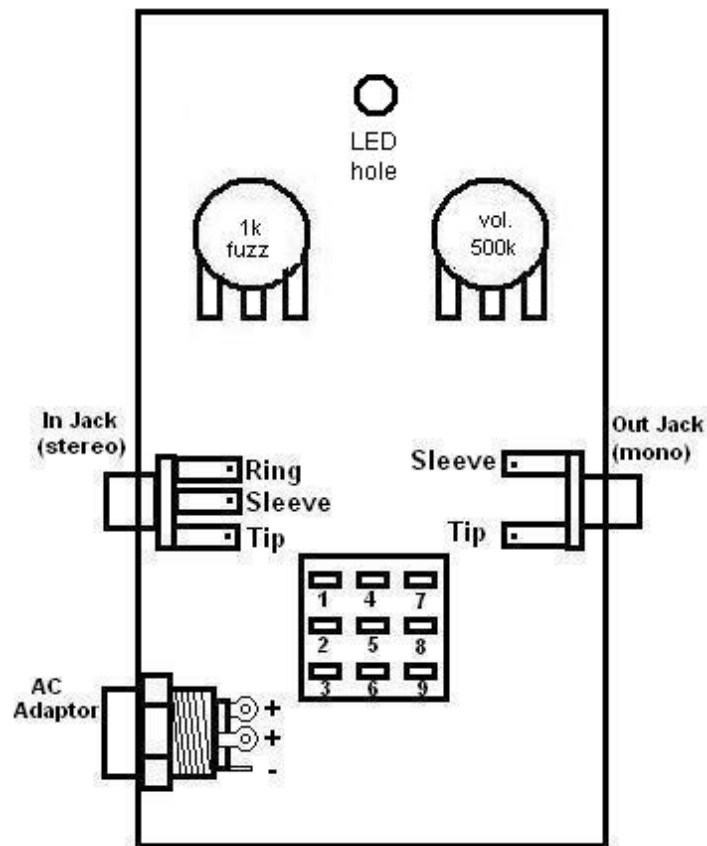 LED
hole
1k
fuzz
vol.
500k
In Jack
(stereo)
Ring
Sleeve
Tip
Sleeve
Tip
Out Jack
(mono)
1 4 7
2 5 8
3 6 9
AC
Adaptor
+
+
-